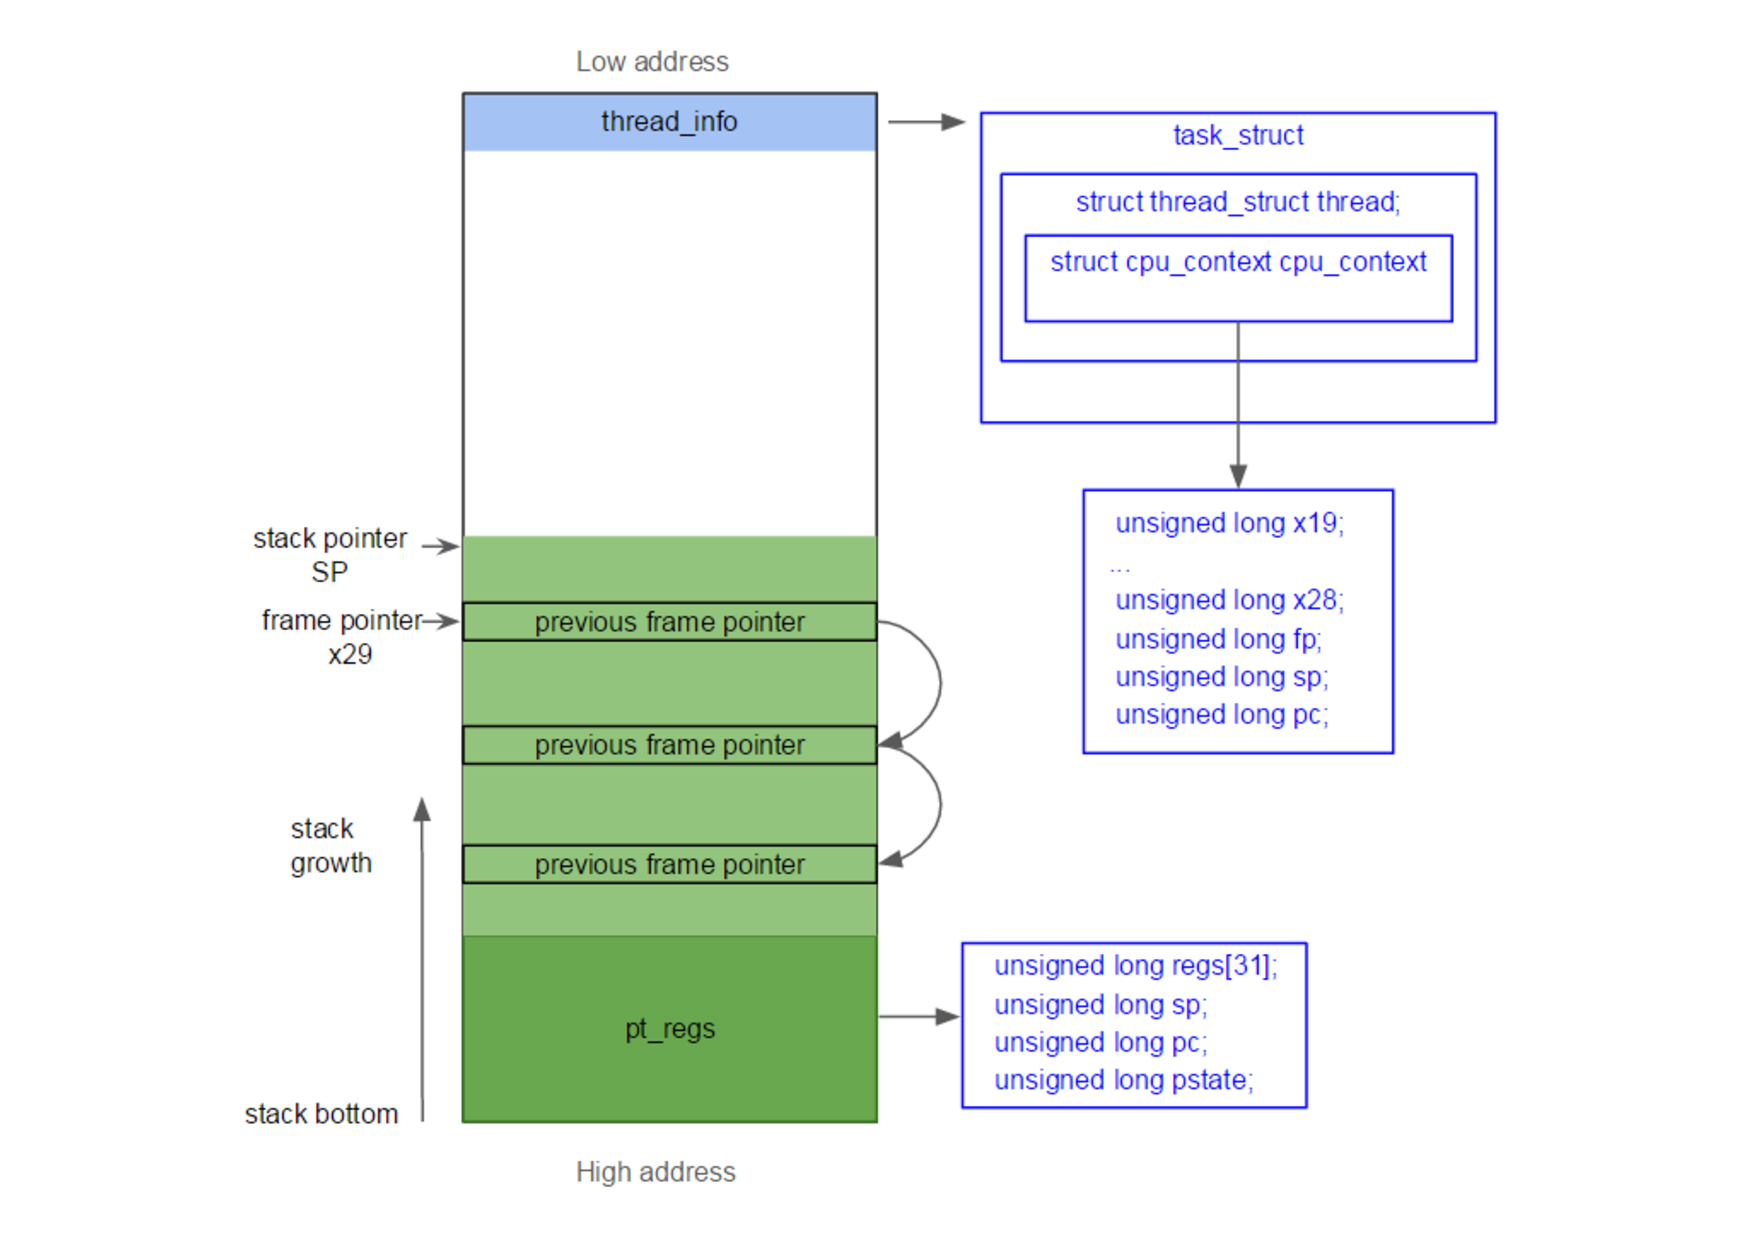 Low address
thread_info
task_struct
struct thread_struct thread;
struct cpu_context cpu_context
stack pointer
SP
frame pointer
x29
previous frame pointer
previous frame pointer
previous frame pointer
unsigned long x19;
...
unsigned long x28;
unsigned long fp;
unsigned long sp;
unsigned long pc;
stack
growth
pt_regs
unsigned long regs[31];
unsigned long sp;
unsigned long pc;
unsigned long pstate;
stack bottom
High address